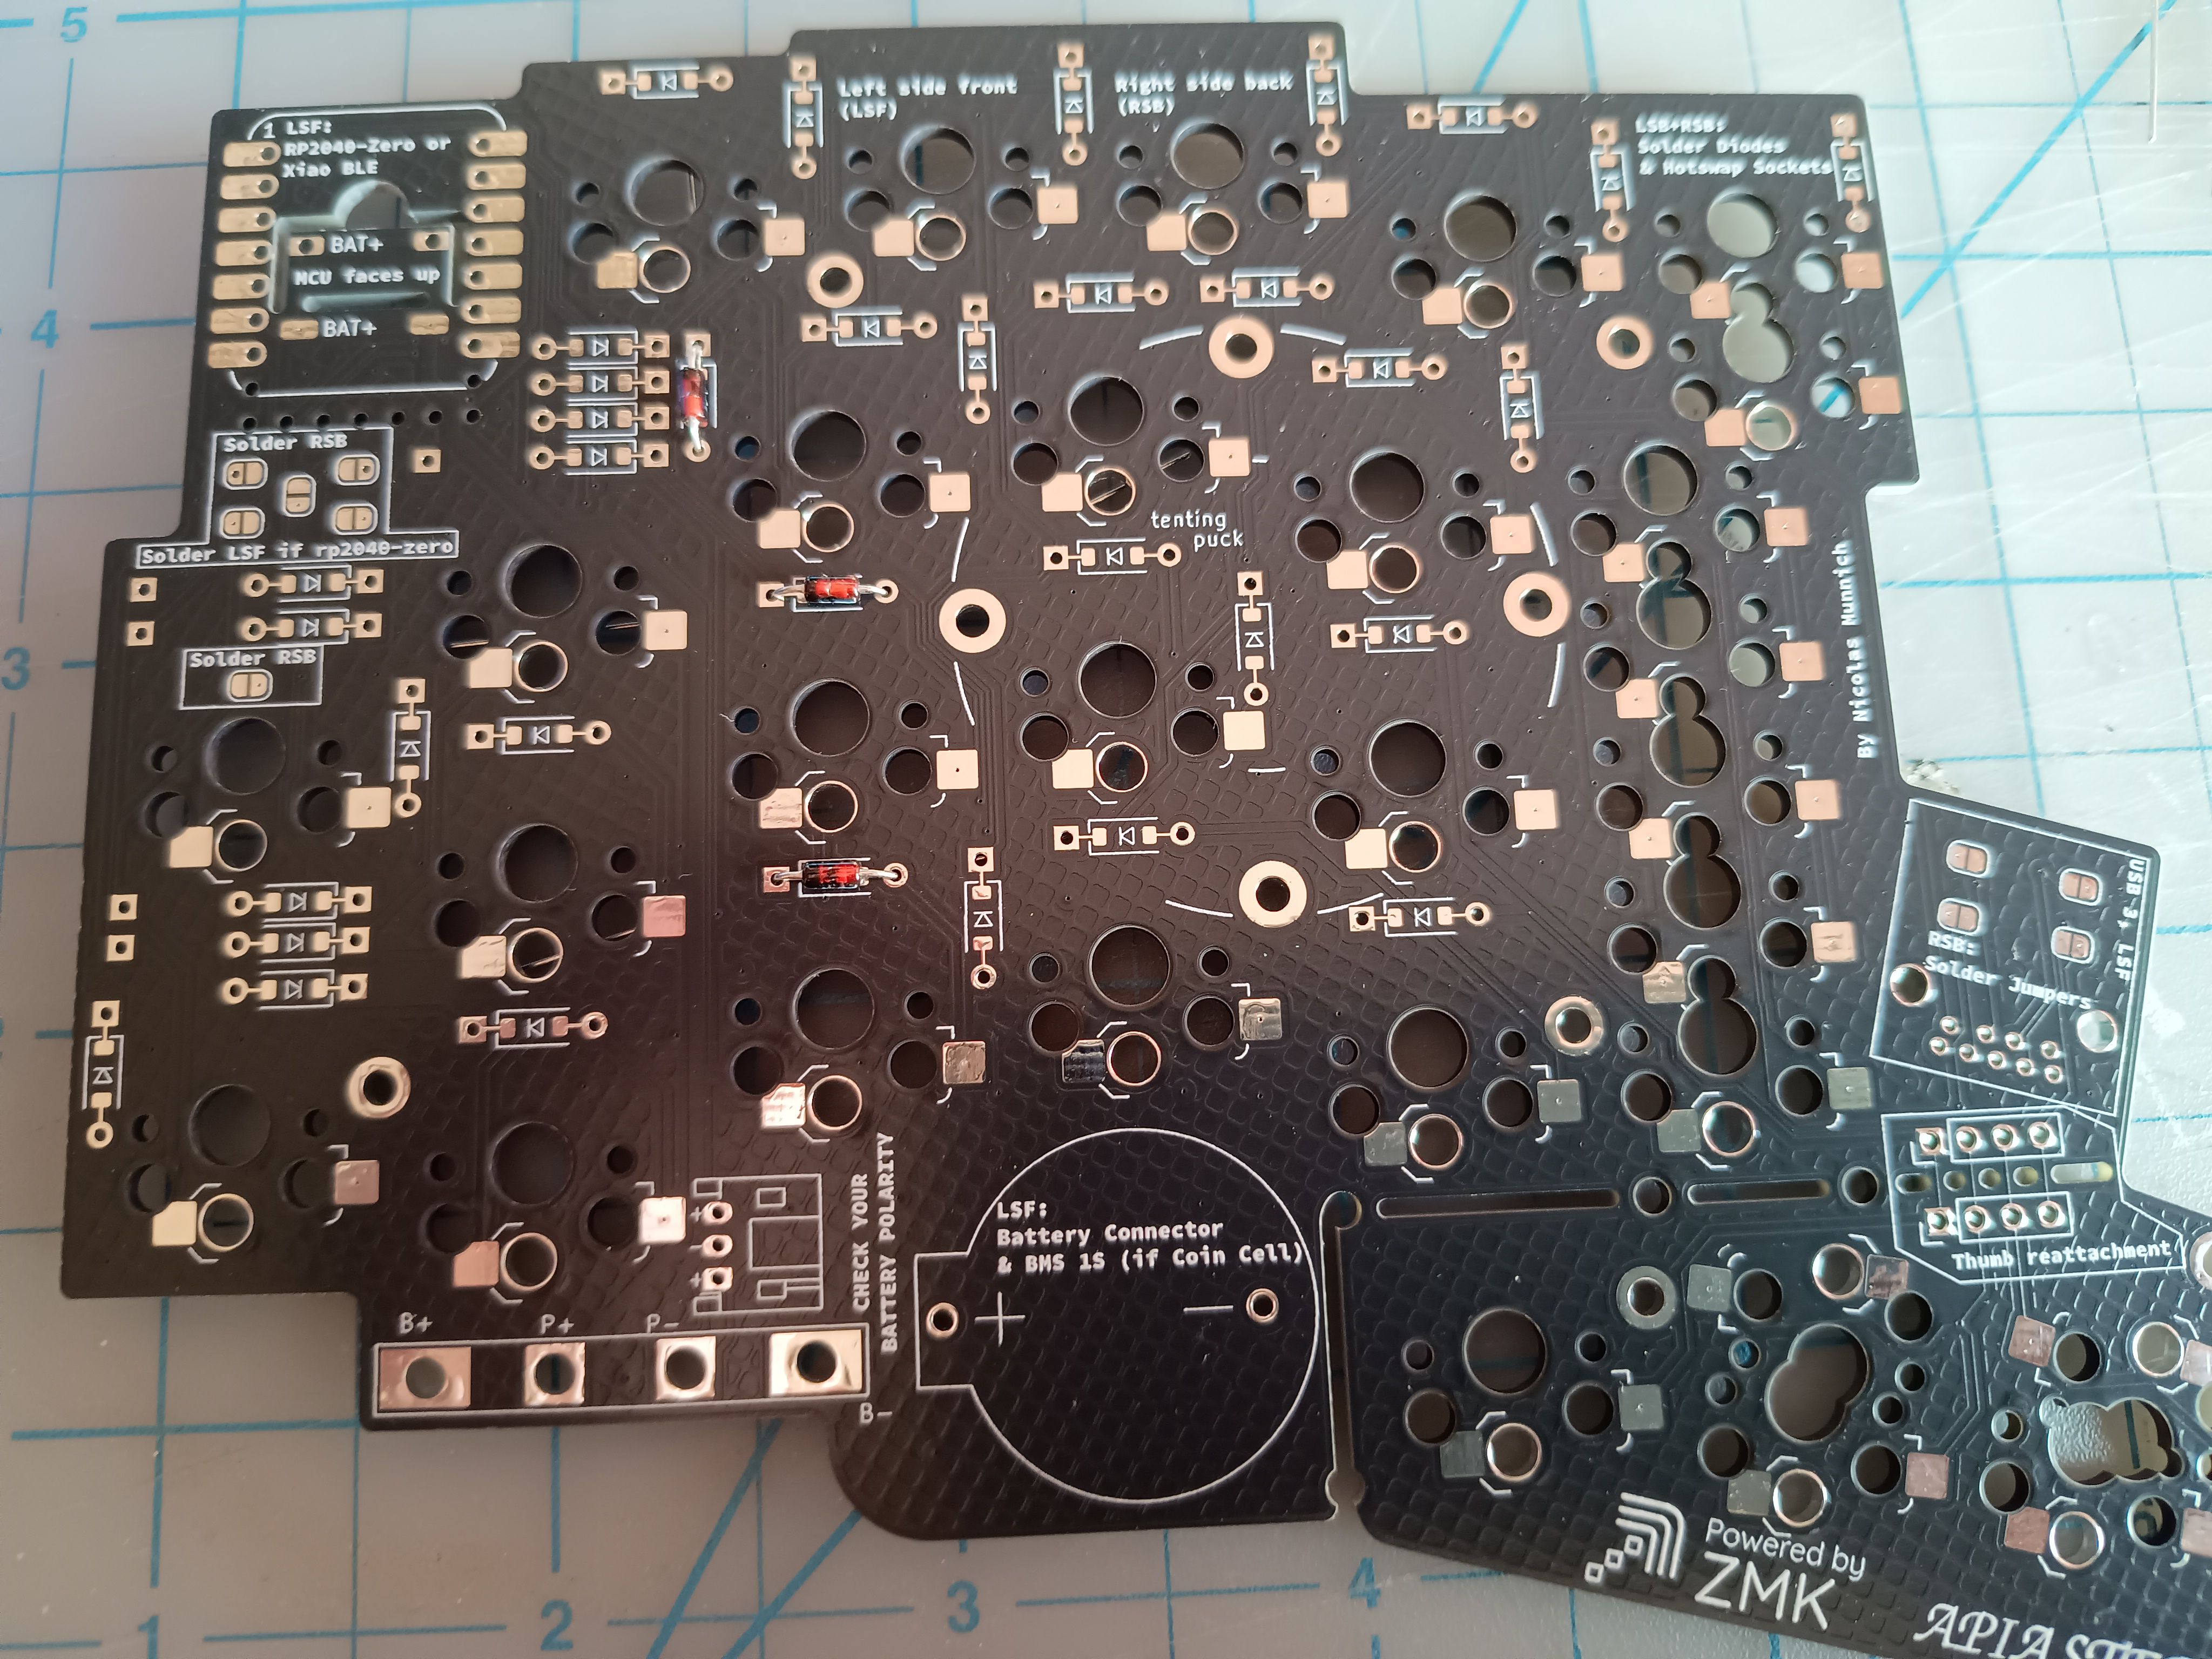 5
4
3
1
2
3
4
1 LSF:
RP2040-Zero or
Xiao BLE
BAT+
MCU faces up
BAT+
Left side front
(LSF)
Right side back
(RSB)
LSB+RSB:
Solder Diodes
& Hotswap Sockets
Solder RSB
Solder LSF if rp2040-zero
Solder RSB
tenting
puck
By Nicolas Munnich
USB-3, LSF
RSB:
Solder Jumpers
Thumb reattachment
CHECK YOUR
BATTERY POLARITY
+
-
+
B+
P+
P-
B-
LSF:
Battery Connector
& BMS 1S (if Coin Cell)
+ -
Powered by
ZMK
APIA